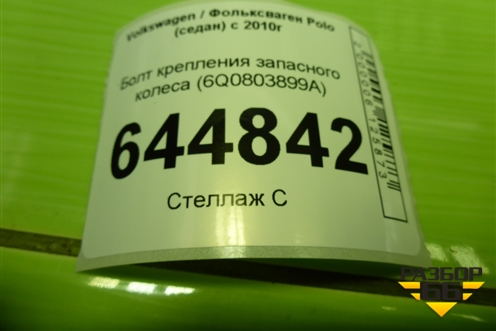 Volkswagen / Фольксваген Polo
(седан) с 2010г
Болт крепления запасного
колеса (6Q0803899A)
644842
Стеллаж С
РАЗБОР
66